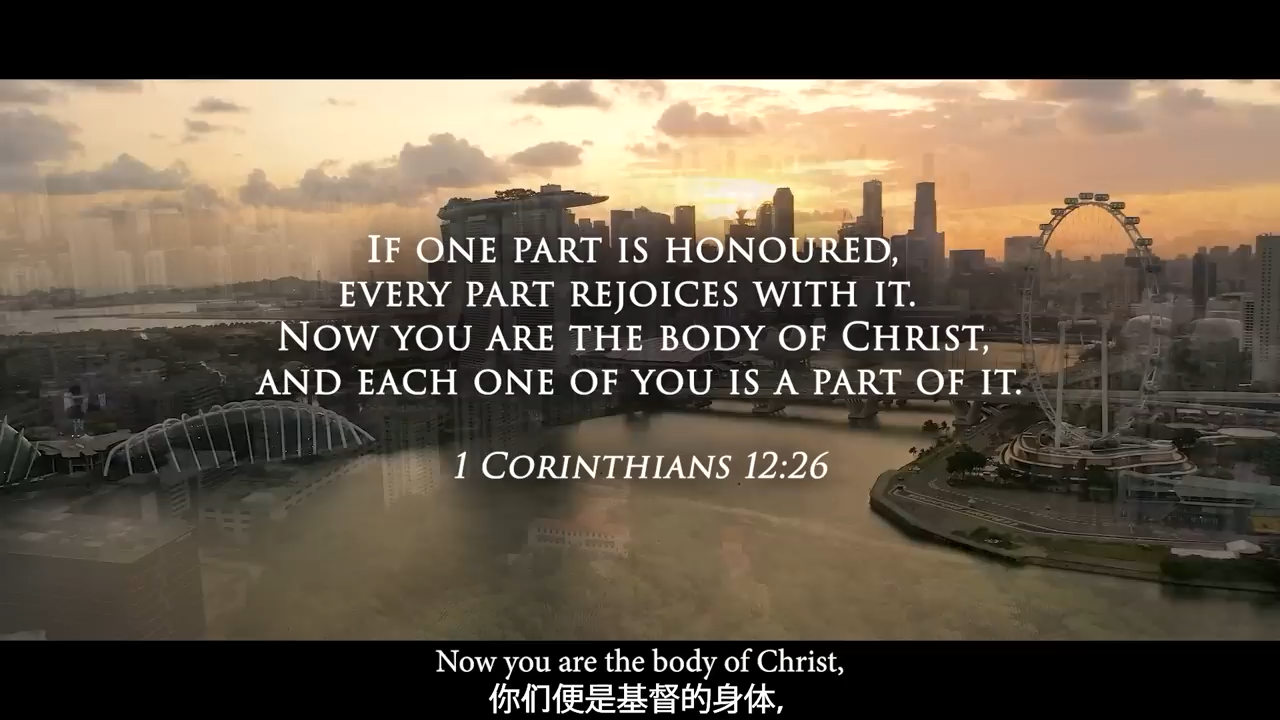 If one part is honoured,
every part rejoices with it.
Now you are the body of Christ,
and each one of you is a part of it.
1 Corinthians 12:26
Now you are the body of Christ,
你们便是基督的身体,